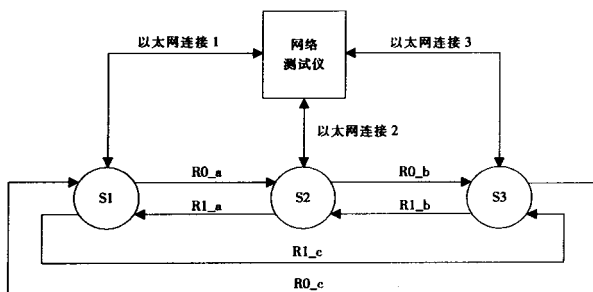 以太网连接 1
网络
测试仪
以太网连接 3
以太网连接 2
R0_a
R0_b
S1
S2
S3
R1_a
R1_b
R1_c
R0_c